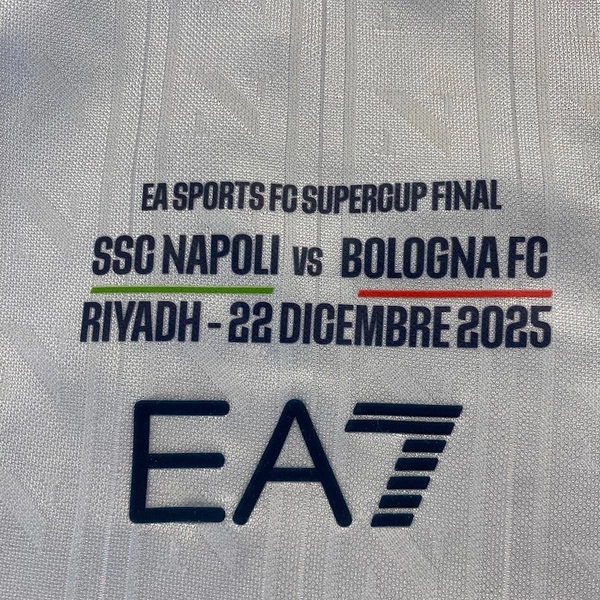 EA SPORTS FC SUPERCUP FINAL
SSC NAPOLI VS BOLOGNA FC
RIYADH - 22 DICEMBRE 2025
EA7